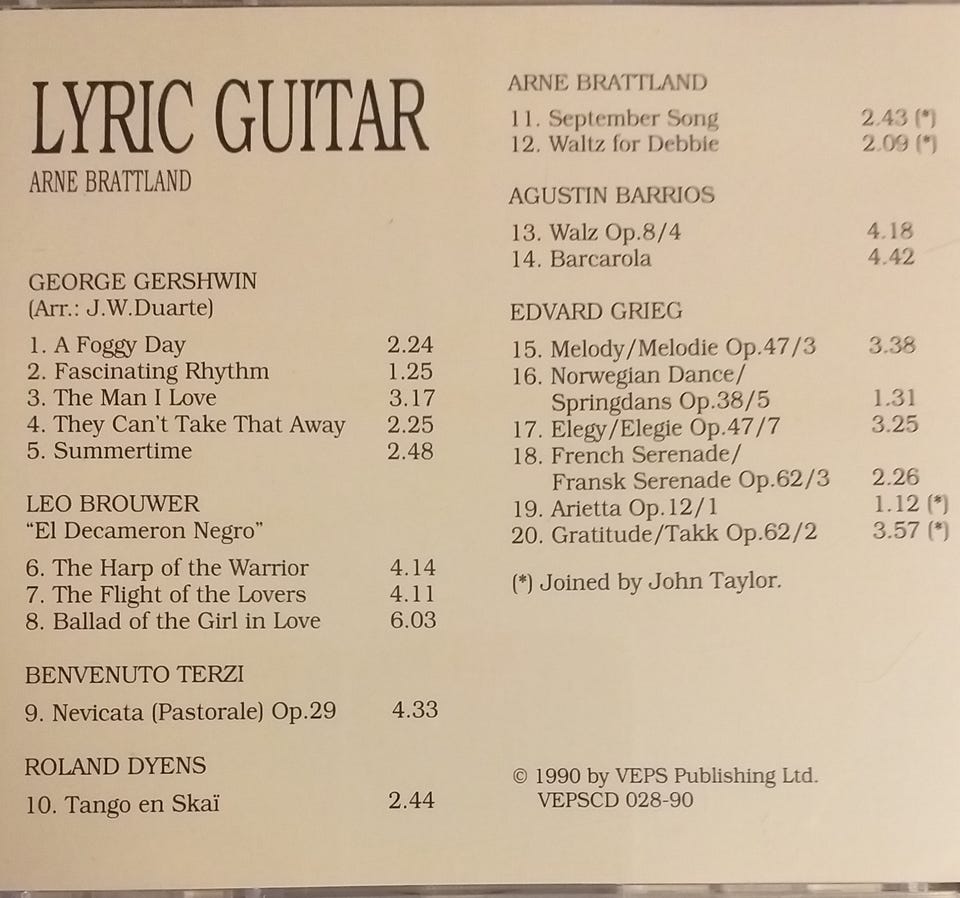 LYRIC GUITAR
ARNE BRATTLAND
GEORGE GERSHWIN
(Arr.: J.W.Duarte)
1. A Foggy Day 2.24
2. Fascinating Rhythm 1.25
3. The Man I Love 3.17
4. They Can't Take That Away 2.25
5. Summertime 2.48
LEO BROUWER
"El Decameron Negro"
6. The Harp of the Warrior 4.14
7. The Flight of the Lovers 4.11
8. Ballad of the Girl in Love 6.03
BENVENUTO TERZI
9. Nevicata (Pastorale) Op.29 4.33
ROLAND DYENS
10. Tango en Skaï 2.44
ARNE BRATTLAND
11. September Song 2.43 (*)
12. Waltz for Debbie 2.09 (*)
AGUSTIN BARRIOS
13. Walz Op.8/4 4.18
14. Barcarola 4.42
EDVARD GRIEG
15. Melody/Melodie Op.47/3 3.38
16. Norwegian Dance/
Springdans Op.38/5 1.31
17. Elegy/Elegie Op.47/7 3.25
18. French Serenade/
Fransk Serenade Op.62/3 2.26
19. Arietta Op.12/1 1.12 (*)
20. Gratitude/Takk Op.62/2 3.57 (*)
(*) Joined by John Taylor.
© 1990 by VEPS Publishing Ltd.
VEPSCD 028-90